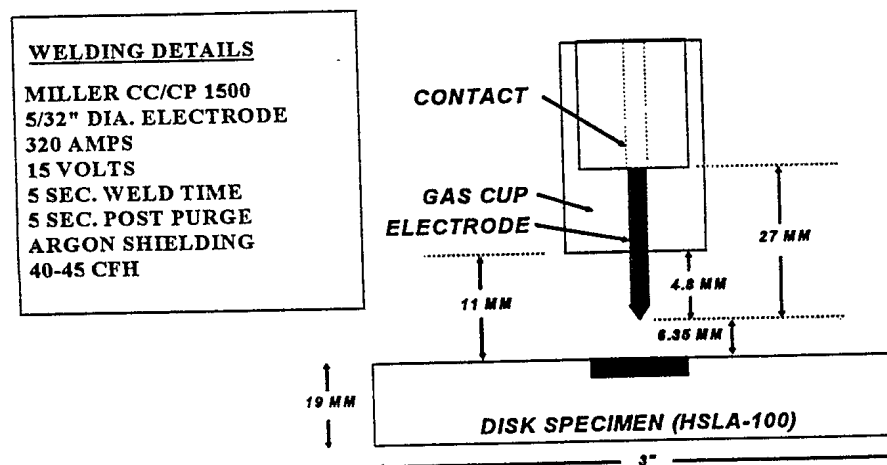 WELDING DETAILS
MILLER CC/CP 1500
5/32" DIA. ELECTRODE
320 AMPS
15 VOLTS
5 SEC. WELD TIME
5 SEC. POST PURGE
ARGON SHIELDING
40-45 CFH
CONTACT
GAS CUP
ELECTRODE
27 MM
4.8 MM
11 MM
6.35 MM
19 MM
DISK SPECIMEN (HSLA-100)
3"